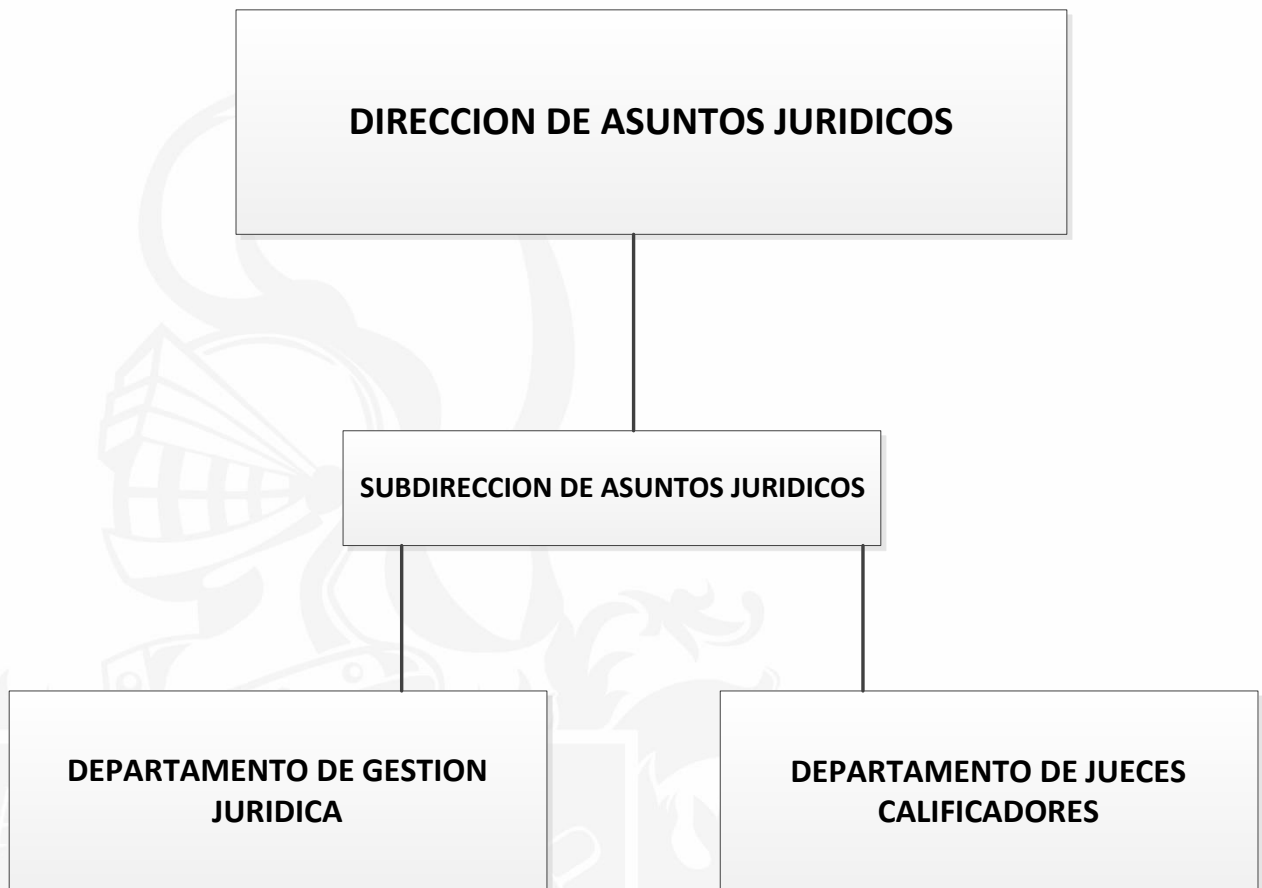 DIRECCION DE ASUNTOS JURIDICOS
SUBDIRECCION DE ASUNTOS JURIDICOS
DEPARTAMENTO DE GESTION
JURIDICA
DEPARTAMENTO DE JUECES
CALIFICADORES